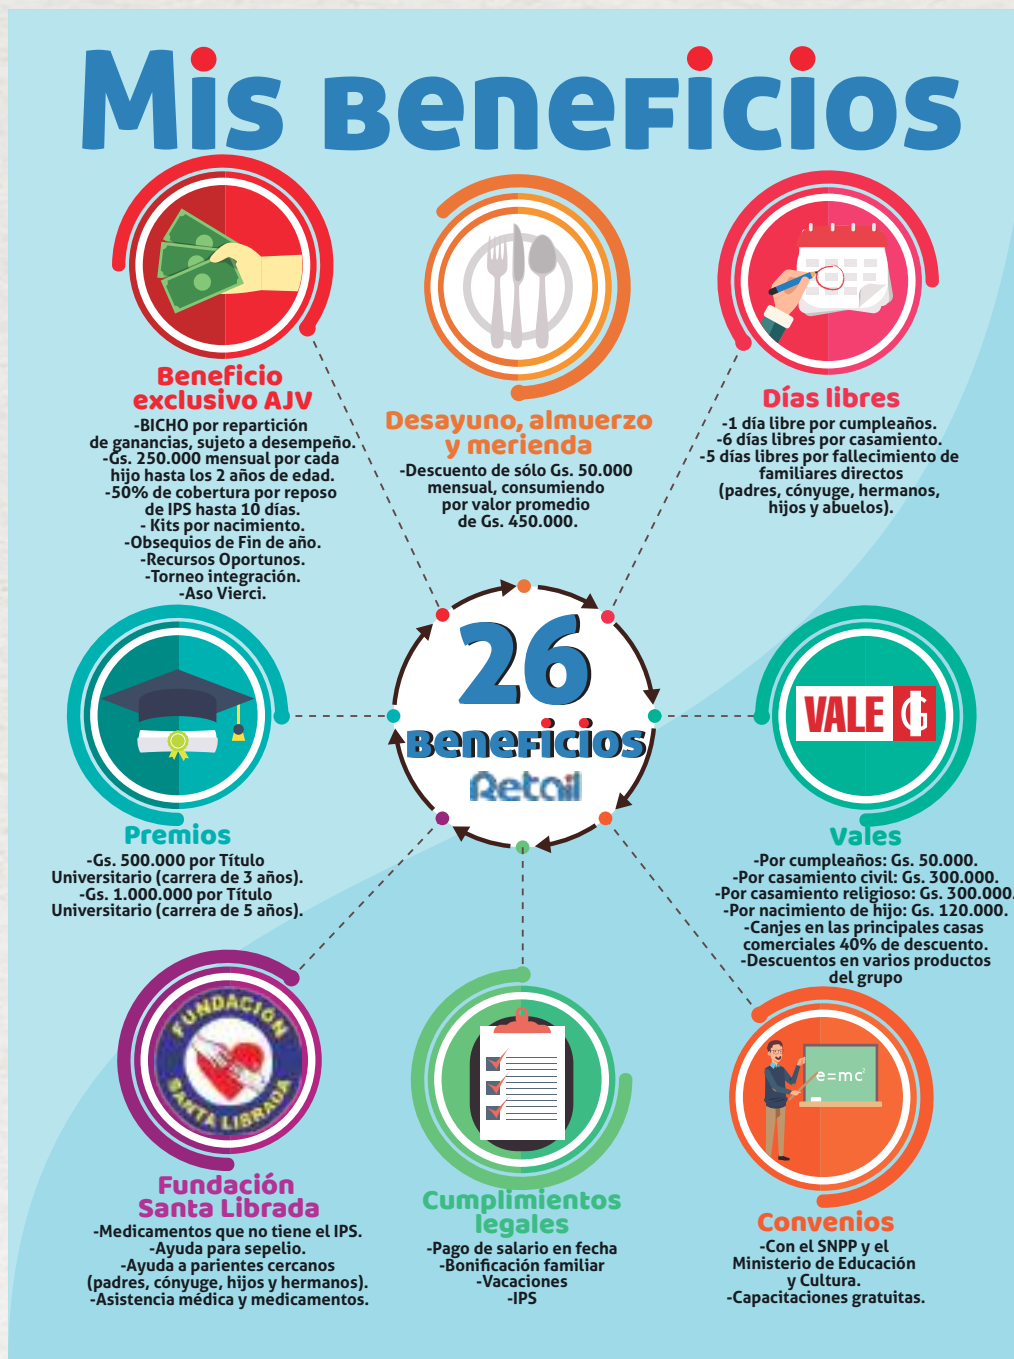 Mis Beneficios
Beneficio
exclusivo AJV
-BICHO por repartición
de ganancias, sujeto a desempeño.
-Gs. 250.000 mensual por cada
hijo hasta los 2 años de edad.
-50% de cobertura por reposo
de IPS hasta 10 días.
- Kits por nacimiento.
-Obsequios de Fin de año.
-Recursos Oportunos.
-Torneo integración.
-Aso Vierci.
Desayuno, almuerzo
y merienda
-Descuento de sólo Gs. 50.000
mensual, consumiendo
por valor promedio
de Gs. 450.000.
Días libres
-1 día libre por cumpleaños.
-6 días libres por casamiento.
-5 días libres por fallecimiento de
familiares directos
(padres, cónyuge, hermanos,
hijos y abuelos).
26
Beneficios
Retail
Premios
-Gs. 500.000 por Título
Universitario (carrera de 3 años).
-Gs. 1.000.000 por Título
Universitario (carrera de 5 años).
VALE
Vales
-Por cumpleaños: Gs. 50.000.
-Por casamiento civil: Gs. 300.000.
-Por casamiento religioso: Gs. 300.000.
-Por nacimiento de hijo: Gs. 120.000.
-Canjes en las principales casas
comerciales 40% de descuento.
-Descuentos en varios productos
del grupo
FUNDACIÓN
SANTA LIBRADA
Fundación
Santa Librada
-Medicamentos que no tiene el IPS.
-Ayuda para sepelio.
-Ayuda a parientes cercanos
(padres, cónyuge, hijos y hermanos).
-Asistencia médica y medicamentos.
Cumplimientos
legales
-Pago de salario en fecha
-Bonificación familiar
-Vacaciones
-IPS
e=mc²
Convenios
-Con el SNPP y el
Ministerio de Educación
y Cultura.
-Capacitaciones gratuitas.